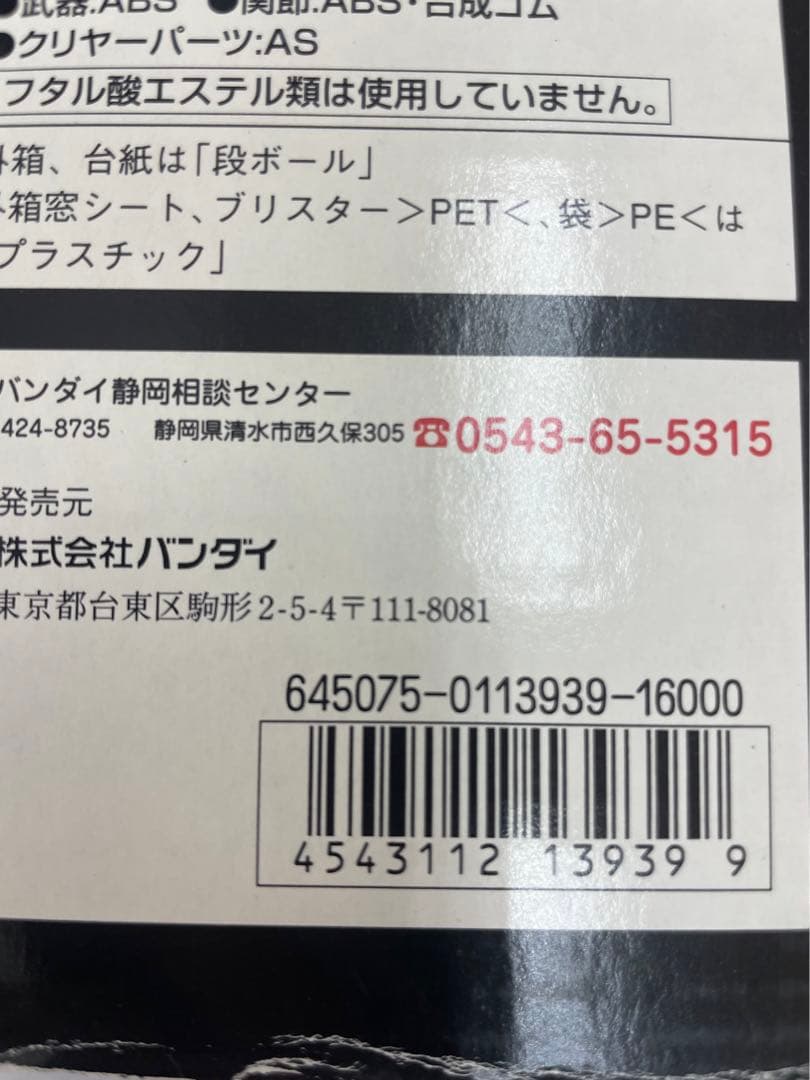 ●武器:ABS ●関節:ABS・合成ゴム
●クリヤーパーツ:AS
フタル酸エステル類は使用していません。
外箱、台紙は「段ボール」
外箱窓シート、ブリスター＞PET＜、袋＞PE＜は
プラスチック」
バンダイ静岡相談センター
424-8735 静岡県清水市西久保305 ☎0543-65-5315
発売元
株式会社バンダイ
東京都台東区駒形2-5-4〒111-8081
645075-0113939-16000
4543112 13939 9